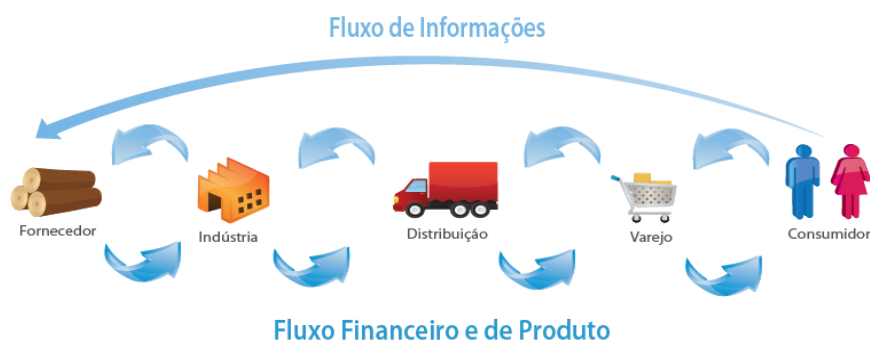 Fluxo de Informações
Fornecedor
Indústria
Distribuição
Varejo
Consumidor
Fluxo Financeiro e de Produto